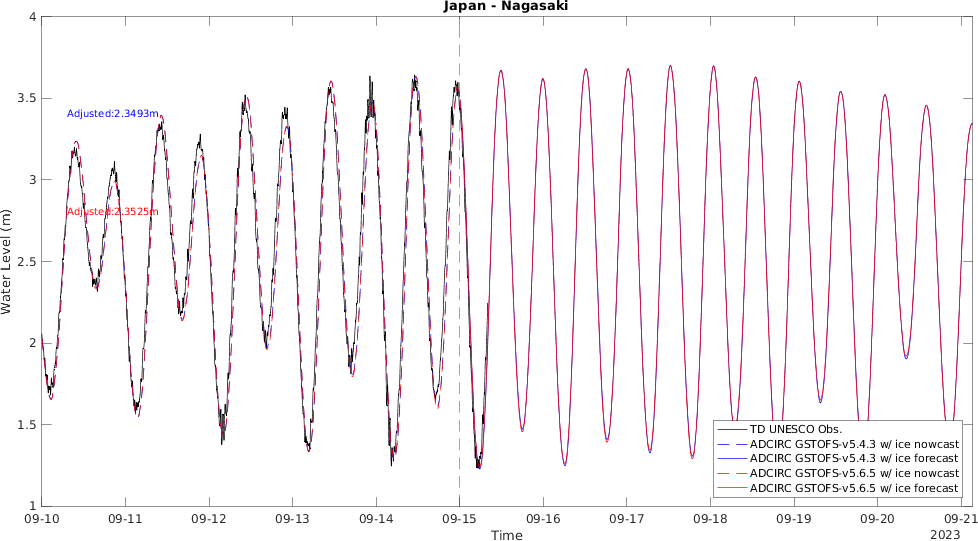 Japan - Nagasaki
4
3.5
3
2.5
2
1.5
1
Water Level (m)
Adjusted:2.3493m
Adjusted:2.3525m
TD UNESCO Obs.
ADCIRC GSTOFS-v5.4.3 w/ ice nowcast
ADCIRC GSTOFS-v5.4.3 w/ ice forecast
ADCIRC GSTOFS-v5.6.5 w/ ice nowcast
ADCIRC GSTOFS-v5.6.5 w/ ice forecast
09-10 09-11 09-12 09-13 09-14 09-15 09-16 09-17 09-18 09-19 09-20 09-21
Time
2023